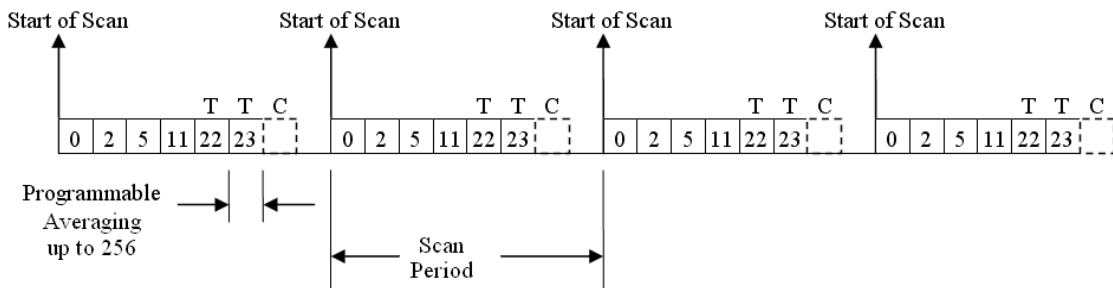 Start of Scan Start of Scan Start of Scan Start of Scan
T T C T T C T T C T T C
0 2 5 11 22 23 0 2 5 11 22 23 0 2 5 11 22 23 0 2 5 11 22 23
Programmable
Averaging
up to 256
Scan
Period